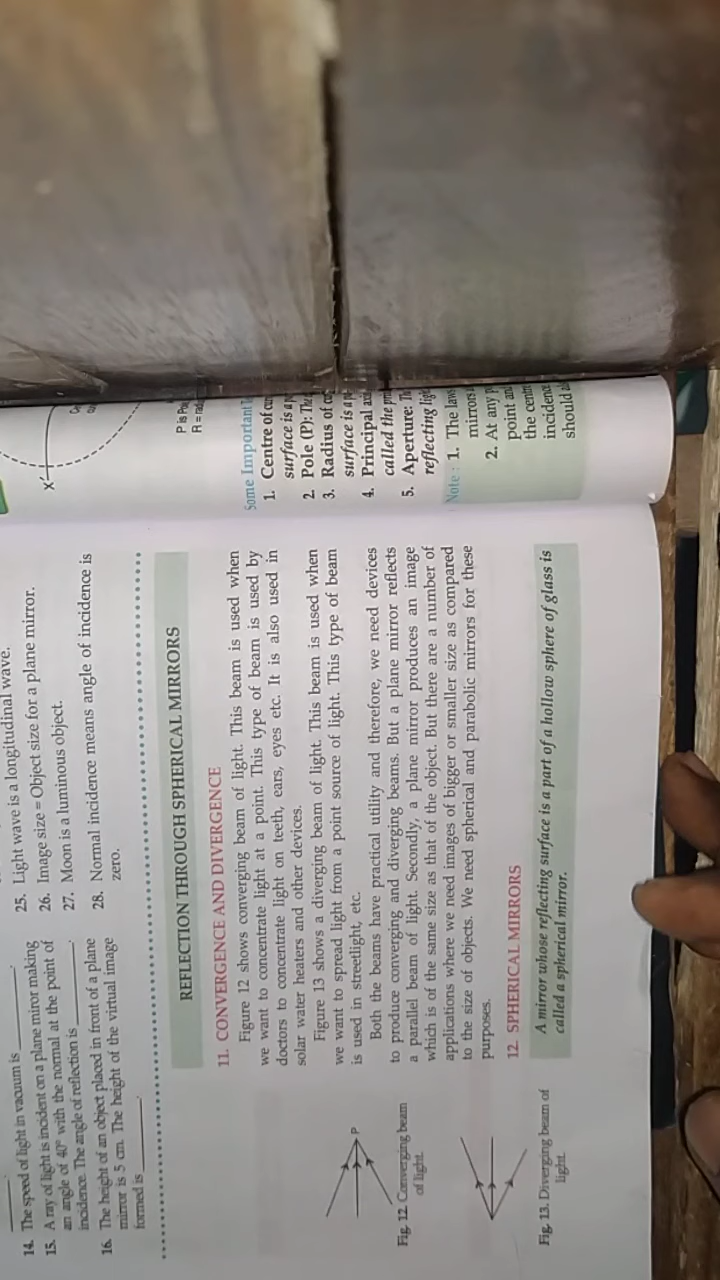 14. The speed of light in vacuum is ________.
15. A ray of light is incident on a plane mirror making
an angle of 40° with the normal at the point of
incidence. The angle of reflection is ________.
16. The height of an object placed in front of a plane
mirror is 5 cm. The height of the virtual image
formed is ________.
25. Light wave is a longitudinal wave.
26. Image size = Object size for a plane mirror.
27. Moon is a luminous object.
28. Normal incidence means angle of incidence is
zero.
REFLECTION THROUGH SPHERICAL MIRRORS
11. CONVERGENCE AND DIVERGENCE
Figure 12 shows converging beam of light. This beam is used when
we want to concentrate light at a point. This type of beam is used by
doctors to concentrate light on teeth, ears, eyes etc. It is also used in
solar water heaters and other devices.
Figure 13 shows a diverging beam of light. This beam is used when
we want to spread light from a point source of light. This type of beam
is used in streetlight, etc.
Both the beams have practical utility and therefore, we need devices
to produce converging and diverging beams. But a plane mirror reflects
a parallel beam of light. Secondly, a plane mirror produces an image
which is of the same size as that of the object. But there are a number of
applications where we need images of bigger or smaller size as compared
to the size of objects. We need spherical and parabolic mirrors for these
purposes.
P
Fig. 12. Converging beam
of light.
12. SPHERICAL MIRRORS
A mirror whose reflecting surface is a part of a hollow sphere of glass is
called a spherical mirror.
Fig. 13. Diverging beam of
light.
X'
P is
R =
Some Important
1. Centre of
surface is a
2. Pole (P): The
3. Radius of
surface is a
4. Principal
called the
5. Aperture:
reflecting
Note : 1. The laws
mirrors
2. At any
point
the
incidence
should